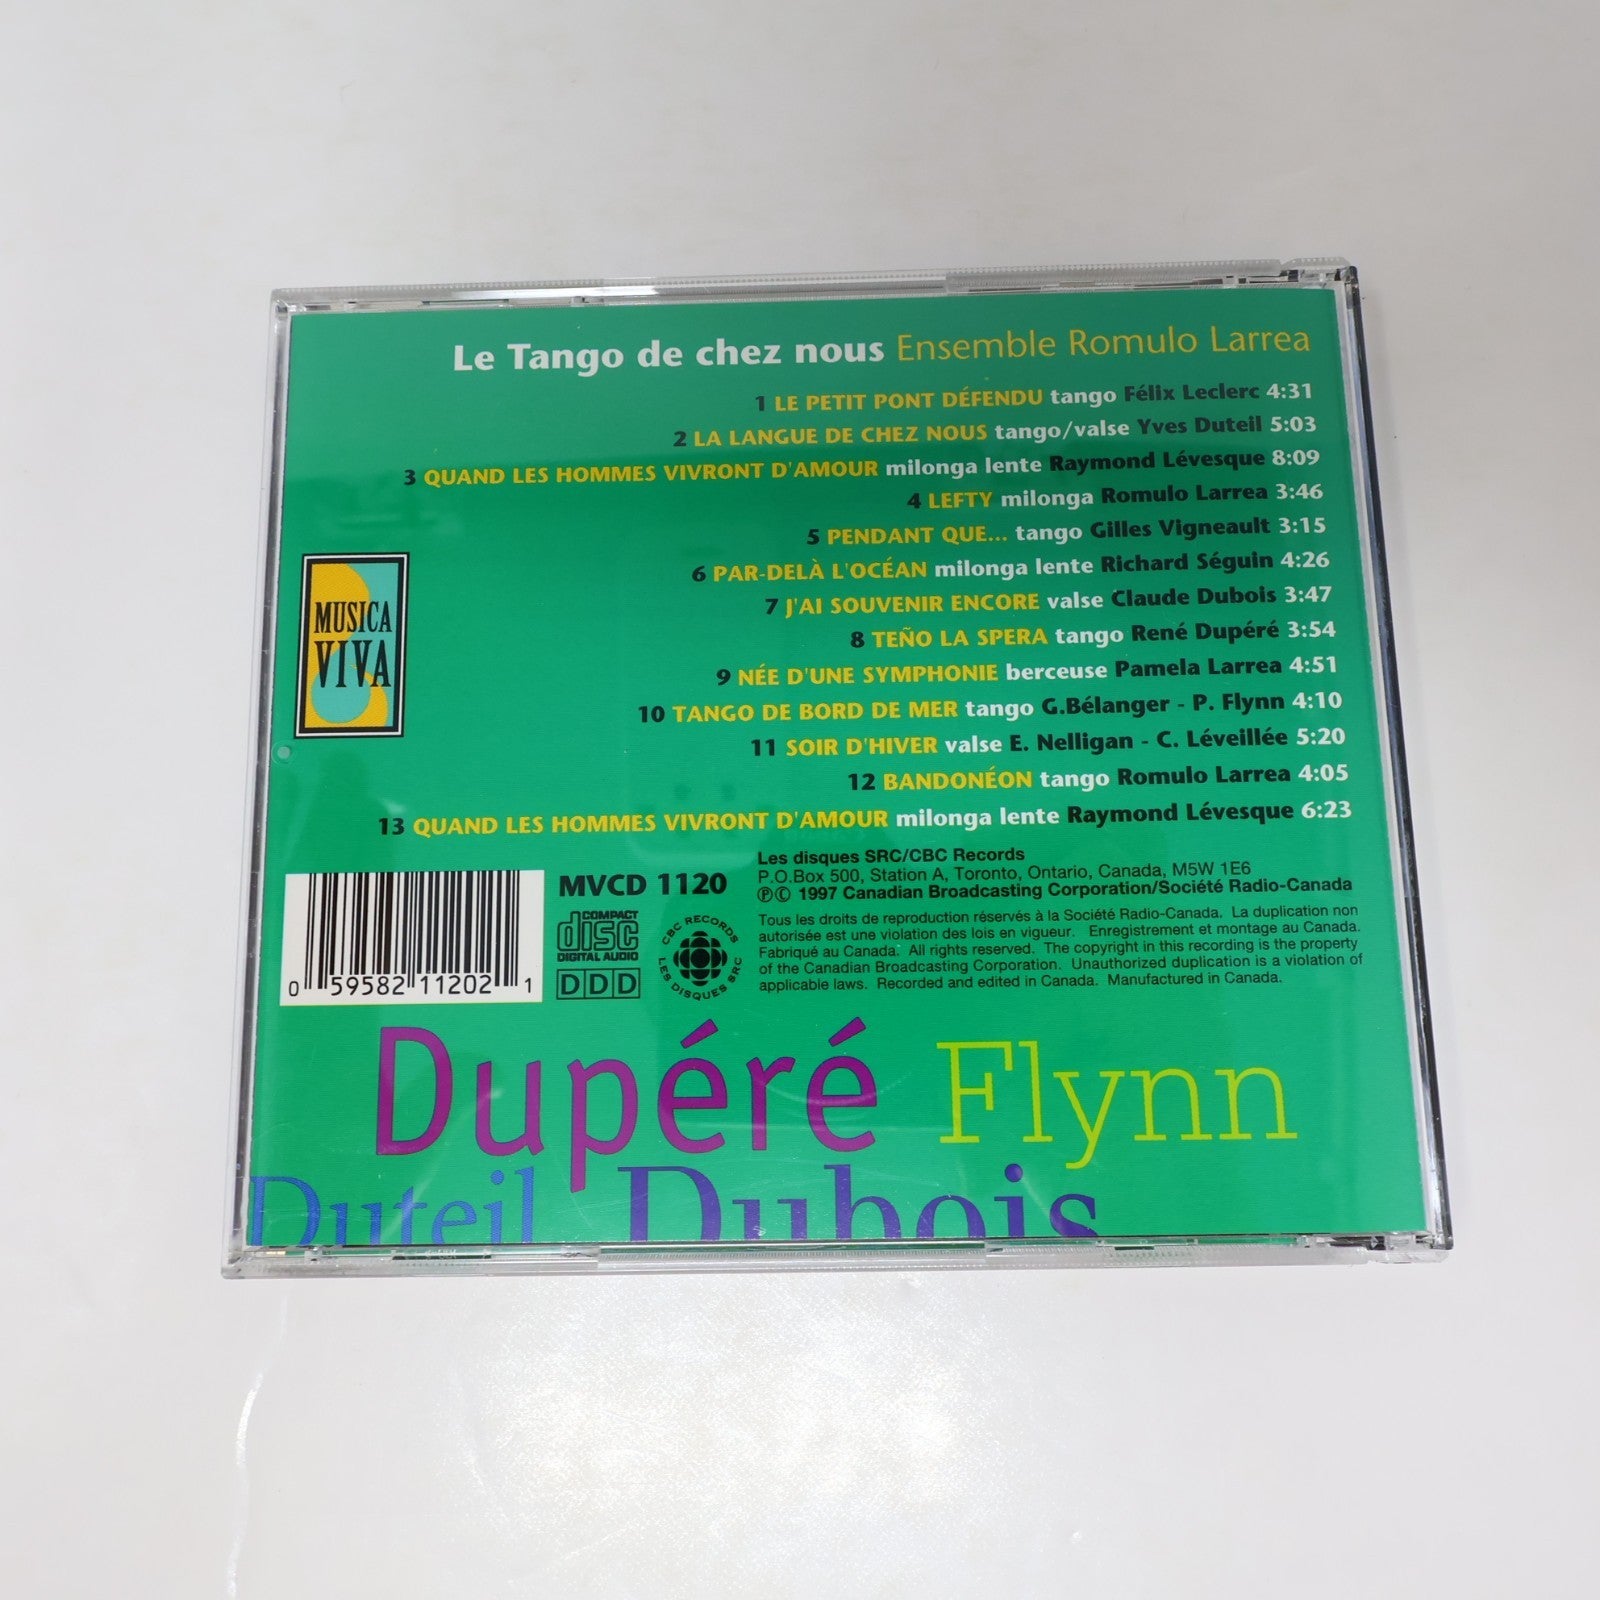 Le Tango de chez nous Ensemble Romulo Larrea
1 LE PETIT PONT DÉFENDU tango Félix Leclerc 4:31
2 LA LANGUE DE CHEZ NOUS tango/valse Yves Duteil 5:03
3 QUAND LES HOMMES VIVRONT D'AMOUR milonga lente Raymond Lévesque 8:09
4 LEFTY milonga Romulo Larrea 3:46
5 PENDANT QUE... tango Gilles Vigneault 3:15
6 PAR-DELÀ L'OCÉAN milonga lente Richard Séguin 4:26
7 J'AI SOUVENIR ENCORE valse Claude Dubois 3:47
8 TEÑO LA SPERA tango René Dupéré 3:54
9 NÉE D'UNE SYMPHONIE berceuse Pamela Larrea 4:51
10 TANGO DE BORD DE MER tango G.Bélanger - P. Flynn 4:10
11 SOIR D'HIVER valse E. Nelligan - C. Léveillée 5:20
12 BANDONÉON tango Romulo Larrea 4:05
13 QUAND LES HOMMES VIVRONT D'AMOUR milonga lente Raymond Lévesque 6:23
MUSICA
VIVA
0 59582 11202 1
MVCD 1120
COMPACT
disc
DIGITAL AUDIO
DDD
CBC RECORDS
LES DISQUES SRC
Les disques SRC/CBC Records
P.O.Box 500, Station A, Toronto, Ontario, Canada, M5W 1E6
℗© 1997 Canadian Broadcasting Corporation/Société Radio-Canada
Tous les droits de reproduction réservés à la Société Radio-Canada. La duplication non
autorisée est une violation des lois en vigueur. Enregistrement et montage au Canada.
Fabriqué au Canada. All rights reserved. The copyright in this recording is the property
of the Canadian Broadcasting Corporation. Unauthorized duplication is a violation of
applicable laws. Recorded and edited in Canada. Manufactured in Canada.
Dupéré Flynn
Duteil Dubois